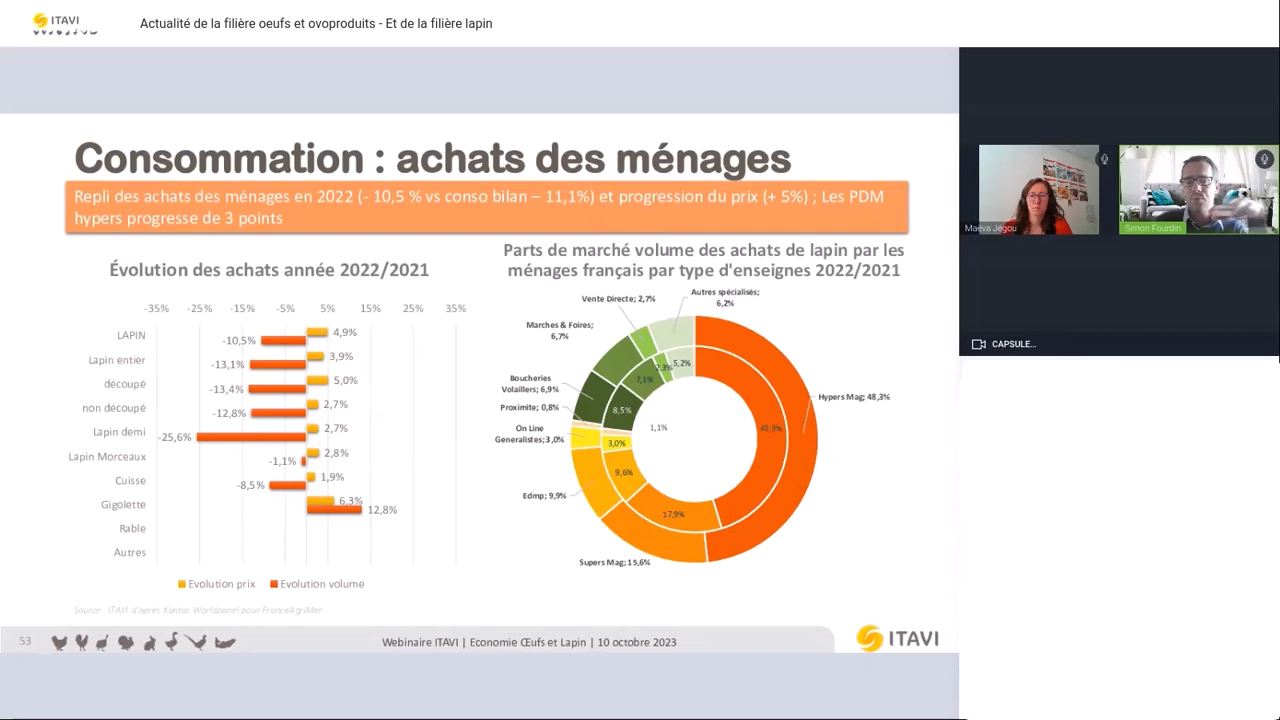 ITAVI
Actualité de la filière oeufs et ovoproduits - Et de la filière lapin
Consommation : achats des ménages
Repli des achats des ménages en 2022 (- 10,5 % vs conso bilan – 11,1%) et progression du prix (+ 5%) ; Les PDM
hypers progresse de 3 points
Évolution des achats année 2022/2021
-35% -25% -15% -5% 5% 15% 25% 35%
LAPIN -10,5% 4,9%
Lapin entier -13,1% 3,9%
découpé -13,4% 5,0%
non découpé -12,8% 2,7%
Lapin demi -25,6% 2,7%
Lapin Morceaux -1,1% 2,8%
Cuisse -8,5% 1,9%
Gigolette 6,3% 12,8%
Rable
Autres
Evolution prix Evolution volume
Parts de marché volume des achats de lapin par les
ménages français par type d'enseignes 2022/2021
Vente Directe; 2,7%
Autres spécialisés;
6,2%
Marches & Foires;
6,7%
Boucheries
Volaillers; 6,9%
Proximite; 0,8%
On Line
Generalistes; 3,0%
Edmp; 9,9%
Supers Mag; 15,6%
Hypers Mag; 48,3%
5,2%
2,3%
7,1%
8,5%
1,1%
3,0%
9,6%
17,9%
45,3%
Source : ITAVI d'après Kantar Worldpanel pour FranceAgriMer
53
Webinaire ITAVI | Economie Œufs et Lapin | 10 octobre 2023
ITAVI
Maeva Jegou
Simon Fourdin
CAPSULE...